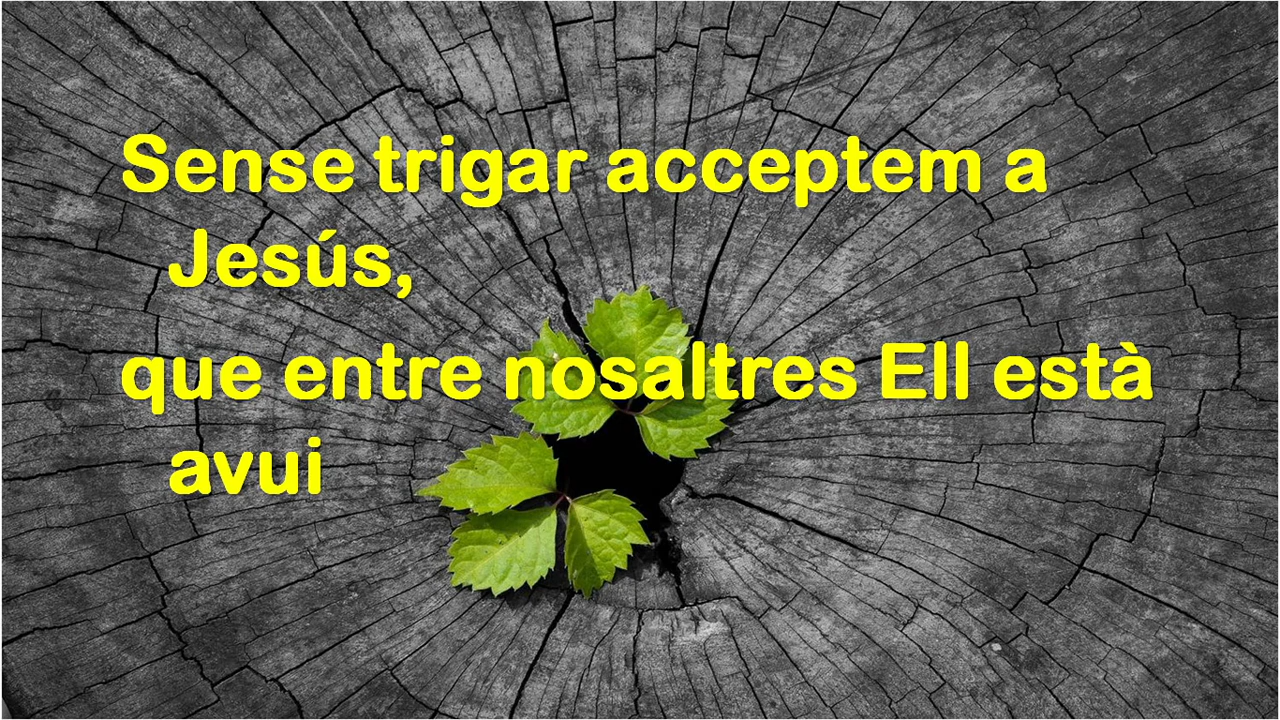 Sense trigar acceptem a
Jesús,
que entre nosaltres Ell està
avui